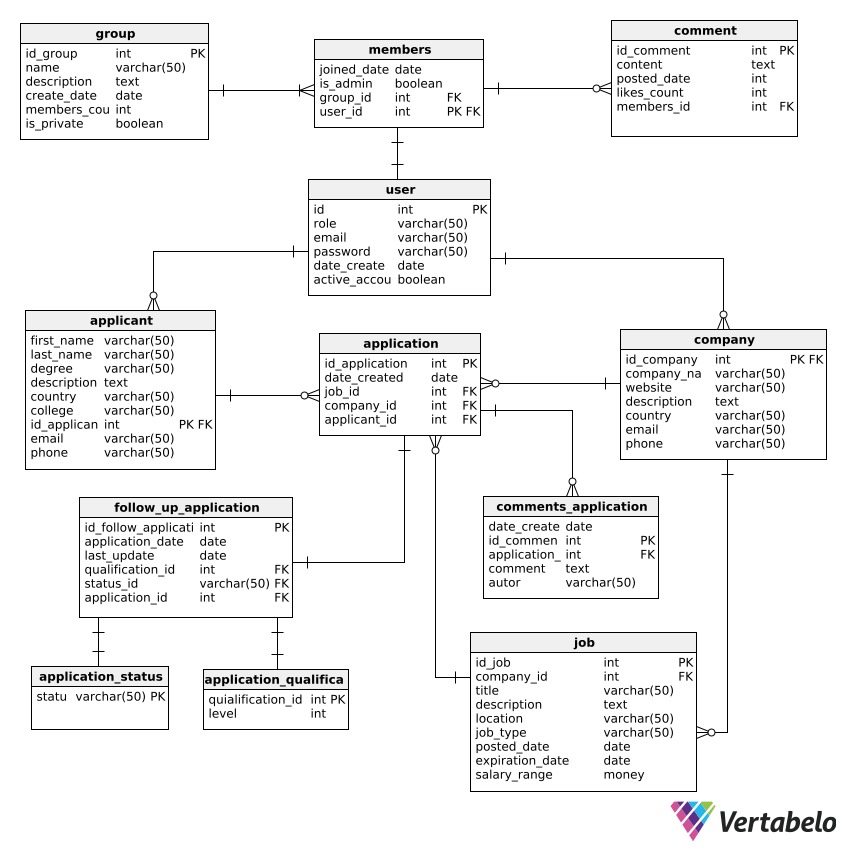 group
id_group int PK
name varchar(50)
description text
create_date date
members_cou int
is_private boolean
members
joined_date date
is_admin boolean
group_id int FK
user_id int PK FK
comment
id_comment int PK
content text
posted_date int
likes_count int
members_id int FK
user
id int PK
role varchar(50)
email varchar(50)
password varchar(50)
date_create date
active_accou boolean
applicant
first_name varchar(50)
last_name varchar(50)
degree varchar(50)
description text
country varchar(50)
college varchar(50)
id_applican int PK FK
email varchar(50)
phone varchar(50)
application
id_application int PK
date_created date
job_id int FK
company_id int FK
applicant_id int FK
company
id_company int PK FK
company_na varchar(50)
website varchar(50)
description text
country varchar(50)
email varchar(50)
phone varchar(50)
follow_up_application
id_follow_applicati int PK
application_date date
last_update date
qualification_id int FK
status_id varchar(50) FK
application_id int FK
comments_application
date_create date
id_commen int PK
application_ int FK
comment text
autor varchar(50)
application_status
statu varchar(50) PK
application_qualifica
quialification_id int PK
level int
job
id_job int PK
company_id int FK
title varchar(50)
description text
location varchar(50)
job_type varchar(50)
posted_date date
expiration_date date
salary_range money
Vertabelo